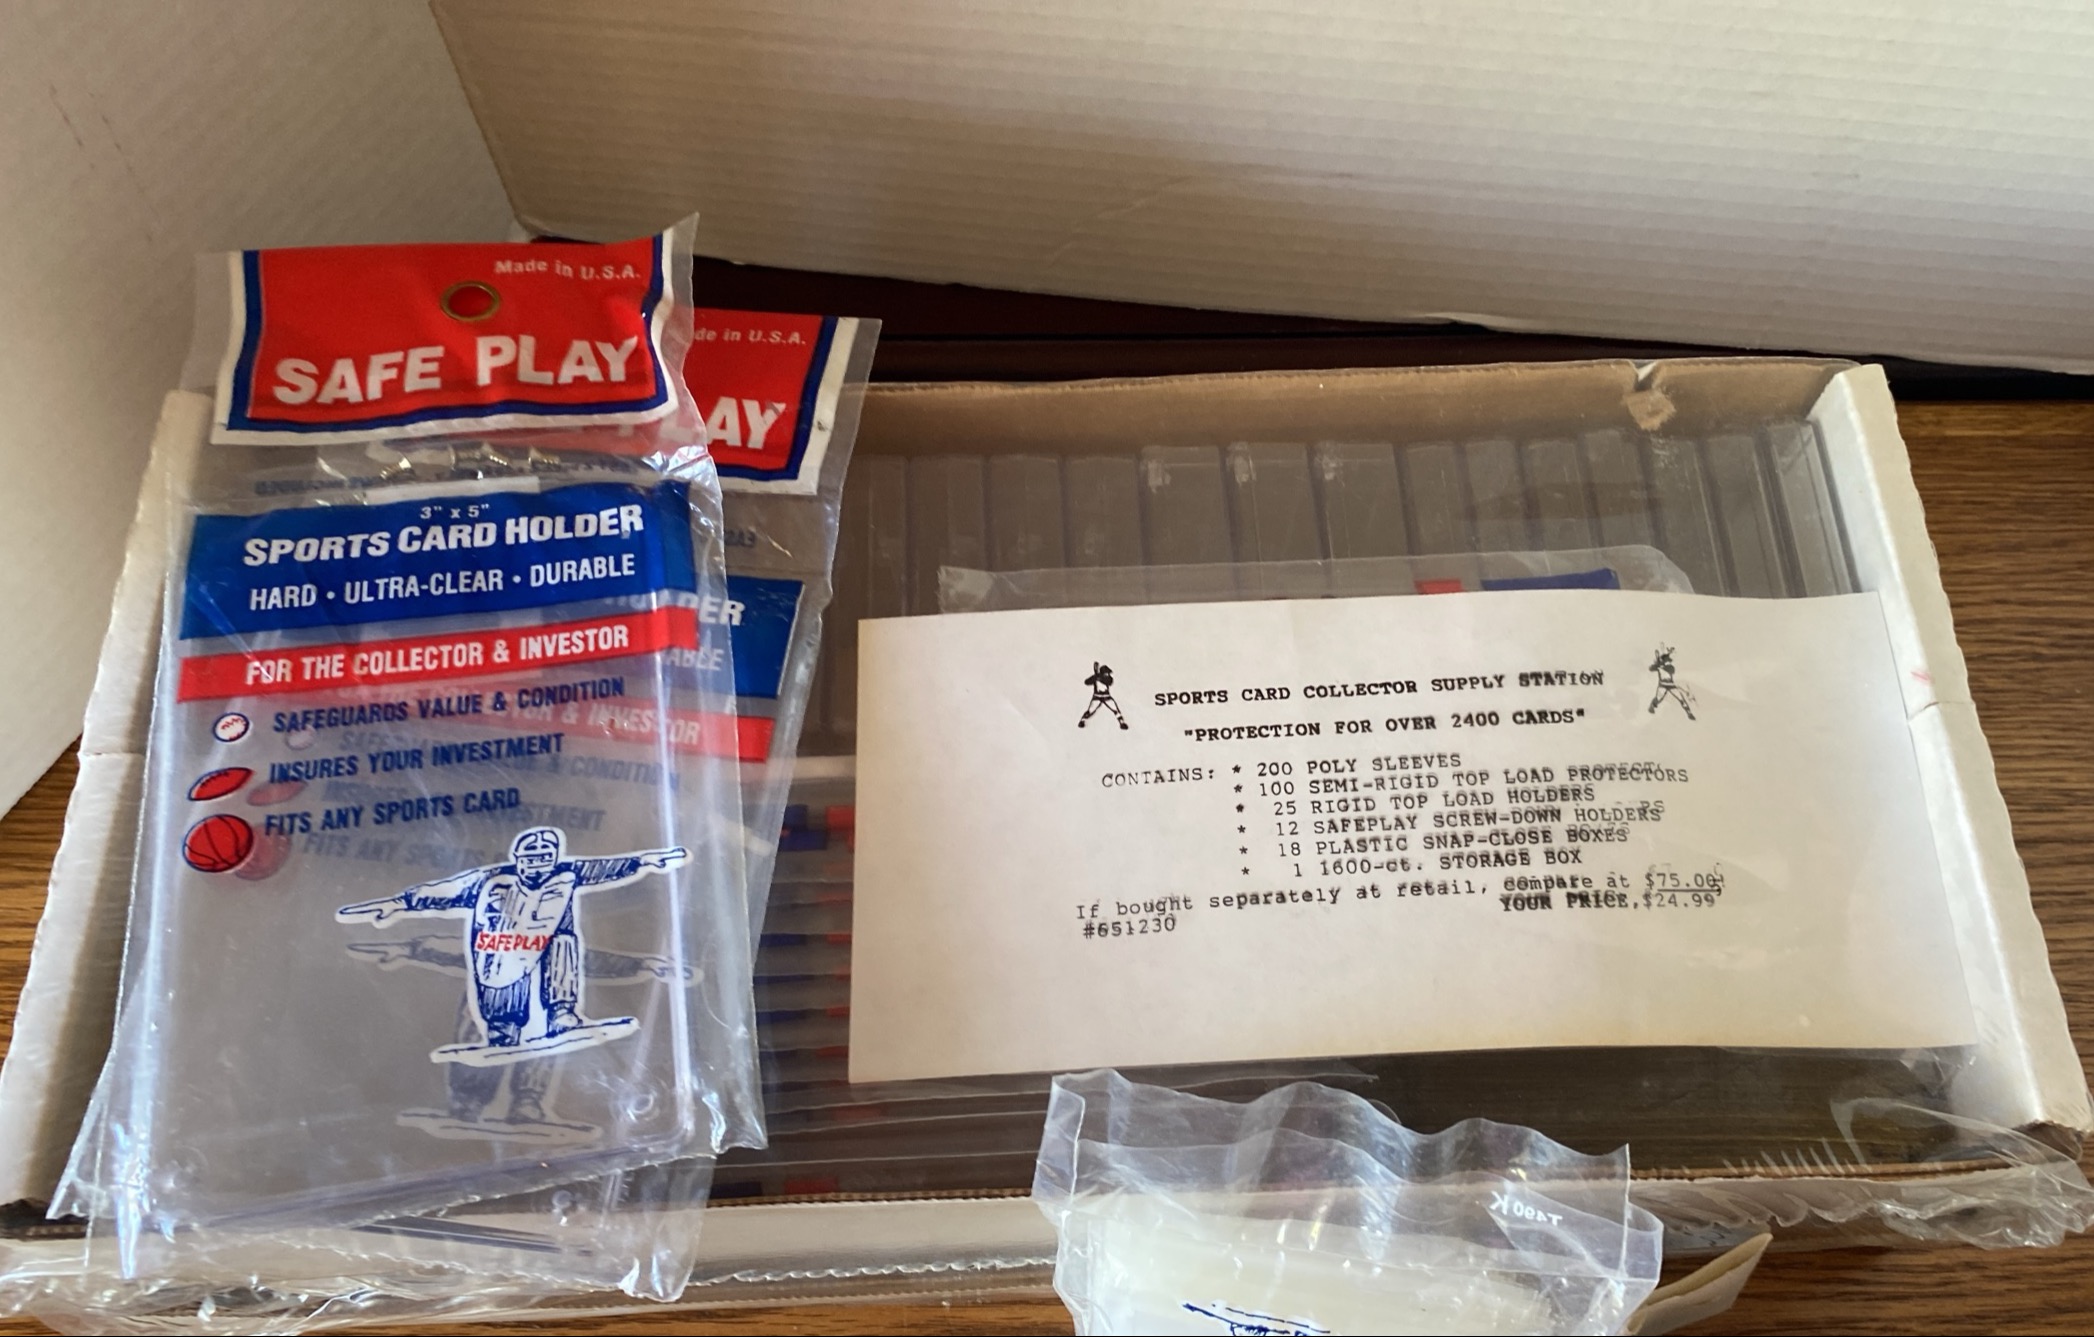 Made in U.S.A.
SAFE PLAY
de in U.S.A.
LAY
3" x 5"
SPORTS CARD HOLDER
HARD • ULTRA-CLEAR • DURABLE
FOR THE COLLECTOR & INVESTOR
SAFEGUARDS VALUE & CONDITION
INSURES YOUR INVESTMENT
FITS ANY SPORTS CARD
SAFEPLAY
SPORTS CARD COLLECTOR SUPPLY STATION
"PROTECTION FOR OVER 2400 CARDS"
CONTAINS: * 200 POLY SLEEVES
* 100 SEMI-RIGID TOP LOAD PROTECTORS
* 25 RIGID TOP LOAD HOLDERS
* 12 SAFEPLAY SCREW-DOWN HOLDERS
* 18 PLASTIC SNAP-CLOSE BOXES
* 1 1600-ct. STORAGE BOX
If bought separately at retail, compare at $75.00!
YOUR PRICE, $24.99
#651230
T490K